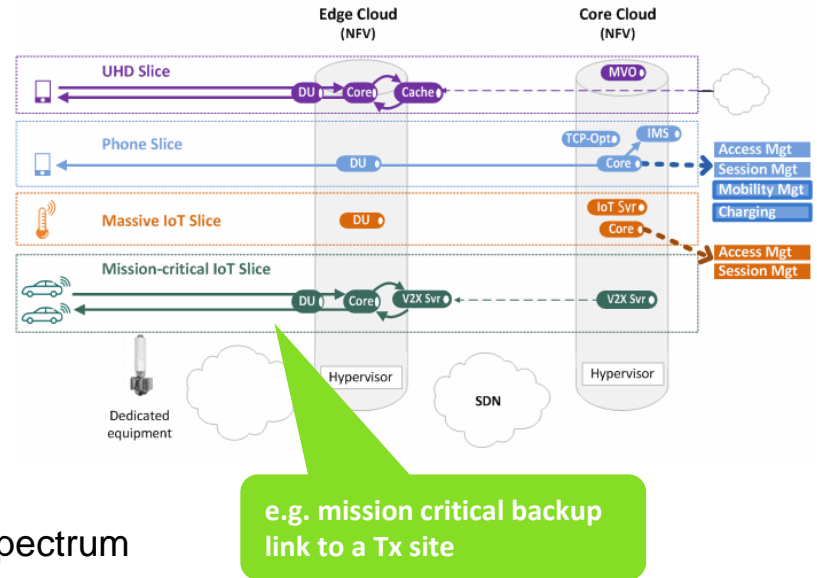 Edge Cloud
(NFV)
Core Cloud
(NFV)
UHD Slice
DU
Core
Cache
MVO
Phone Slice
DU
TCP-Opt
IMS
Core
Access Mgt
Session Mgt
Mobility Mgt
Charging
Massive IoT Slice
DU
IoT Svr
Core
Access Mgt
Session Mgt
Mission-critical IoT Slice
DU
Core
V2X Svr
V2X Svr
Hypervisor
Hypervisor
SDN
Dedicated
equipment
e.g. mission critical backup
link to a Tx site
pectrum